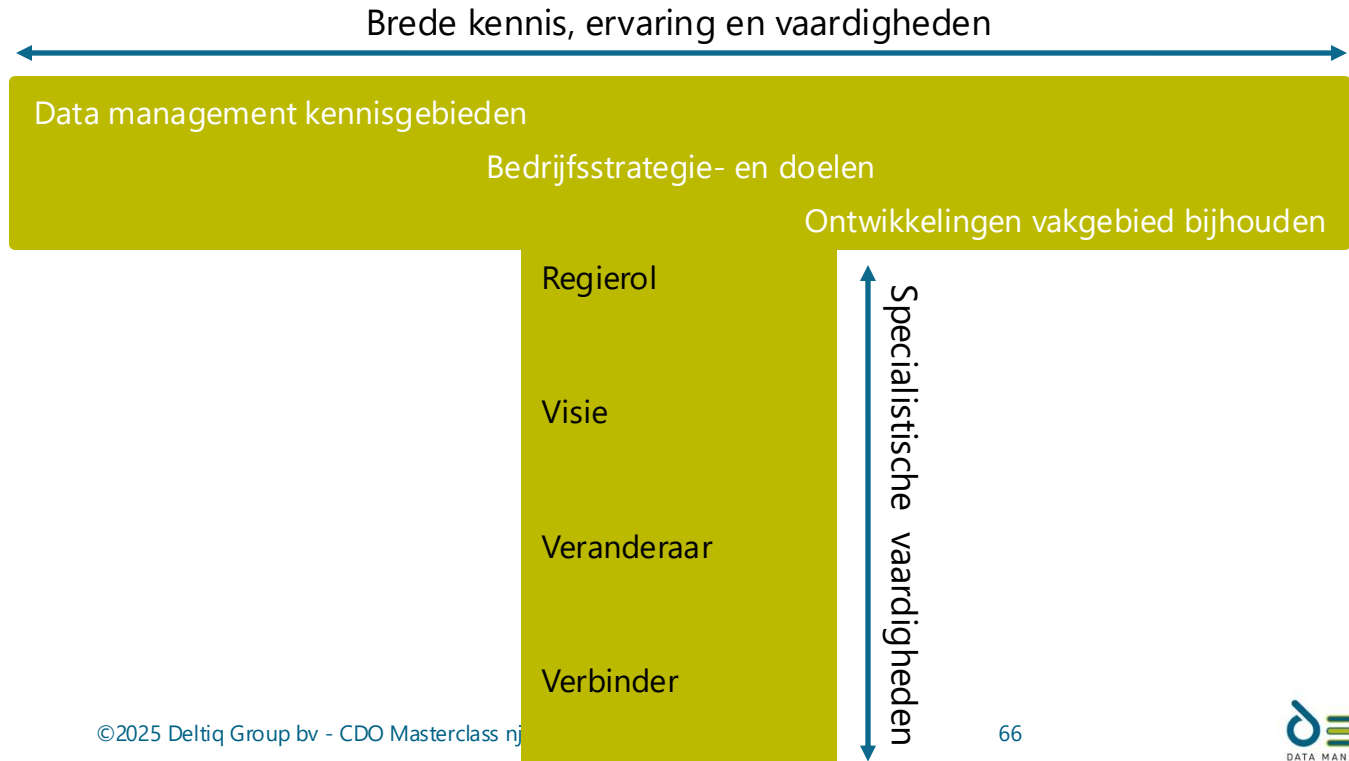 Brede kennis, ervaring en vaardigheden
Data management kennisgebieden
Bedrijfsstrategie- en doelen
Ontwikkelingen vakgebied bijhouden
Regierol
Visie
Veranderaar
Verbinder
Specialistische vaardigheden
©2025 Deltiq Group bv - CDO Masterclass nj
66
DATA MAN